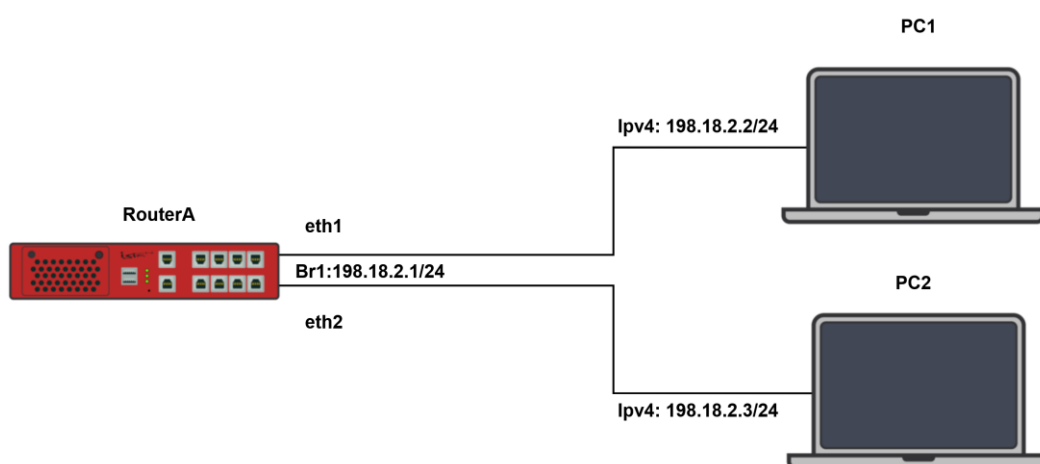 PC1
Ipv4: 198.18.2.2/24
RouterA
eth1
Br1:198.18.2.1/24
PC2
eth2
Ipv4: 198.18.2.3/24